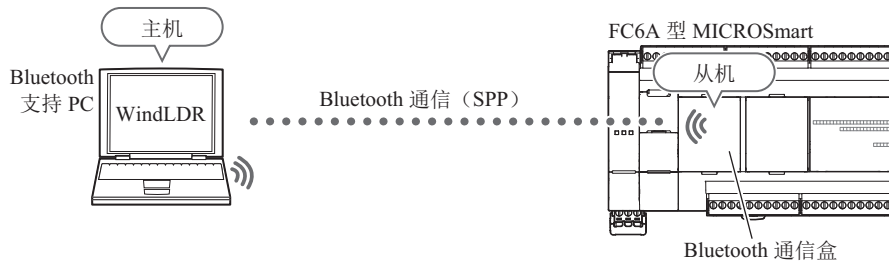 主机
FC6A 型 MICROSmart
从机
Bluetooth
支持 PC
WindLDR
Bluetooth 通信（SPP）
Bluetooth 通信盒